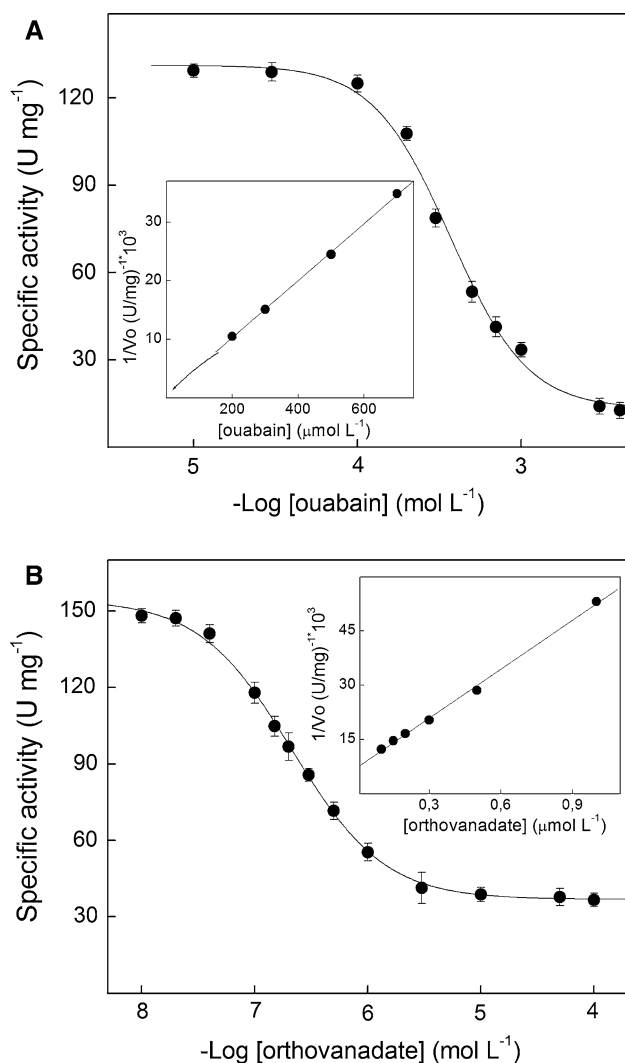 A
Specific activity (U mg⁻¹)
120
90
60
30
1/Vo (U/mg)⁻¹*10³
30
20
10
200 400 600
[ouabain] (μmol L⁻¹)
5 4 3
-Log [ouabain] (mol L⁻¹)
B
Specific activity (U mg⁻¹)
150
120
90
60
30
1/Vo (U/mg)⁻¹*10³
45
30
15
0,3 0,6 0,9
[orthovanadate] (μmol L⁻¹)
8 7 6 5 4
-Log [orthovanadate] (mol L⁻¹)